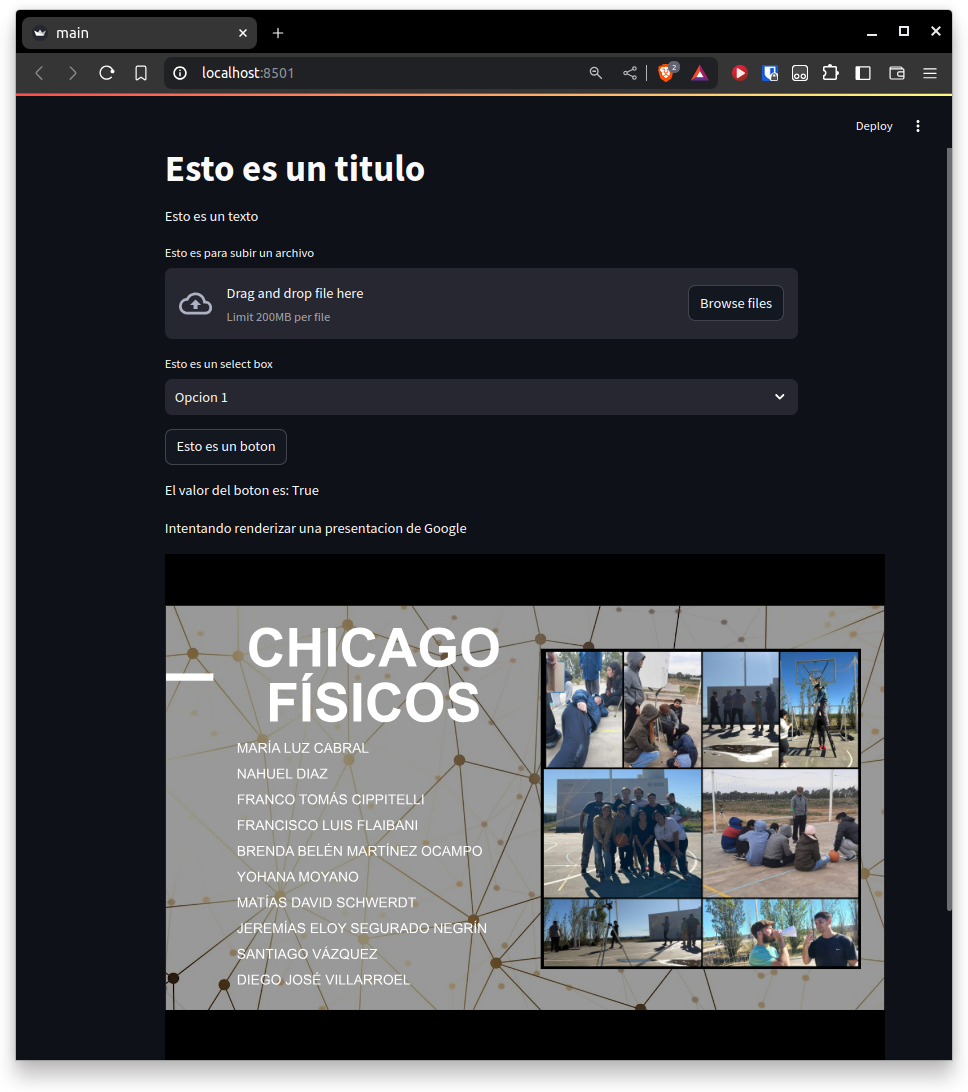 main
localhost:8501
2
Deploy
Esto es un titulo
Esto es un texto
Esto es para subir un archivo
Drag and drop file here
Limit 200MB per file
Browse files
Esto es un select box
Opcion 1
Esto es un boton
El valor del boton es: True
Intentando renderizar una presentacion de Google
CHICAGO
FÍSICOS
MARÍA LUZ CABRAL
NAHUEL DIAZ
FRANCO TOMÁS CIPPITELLI
FRANCISCO LUIS FLAIBANI
BRENDA BELÉN MARTÍNEZ OCAMPO
YOHANA MOYANO
MATÍAS DAVID SCHWERDT
JEREMÍAS ELOY SEGURADO NEGRÍN
SANTIAGO VÁZQUEZ
DIEGO JOSÉ VILLARROEL